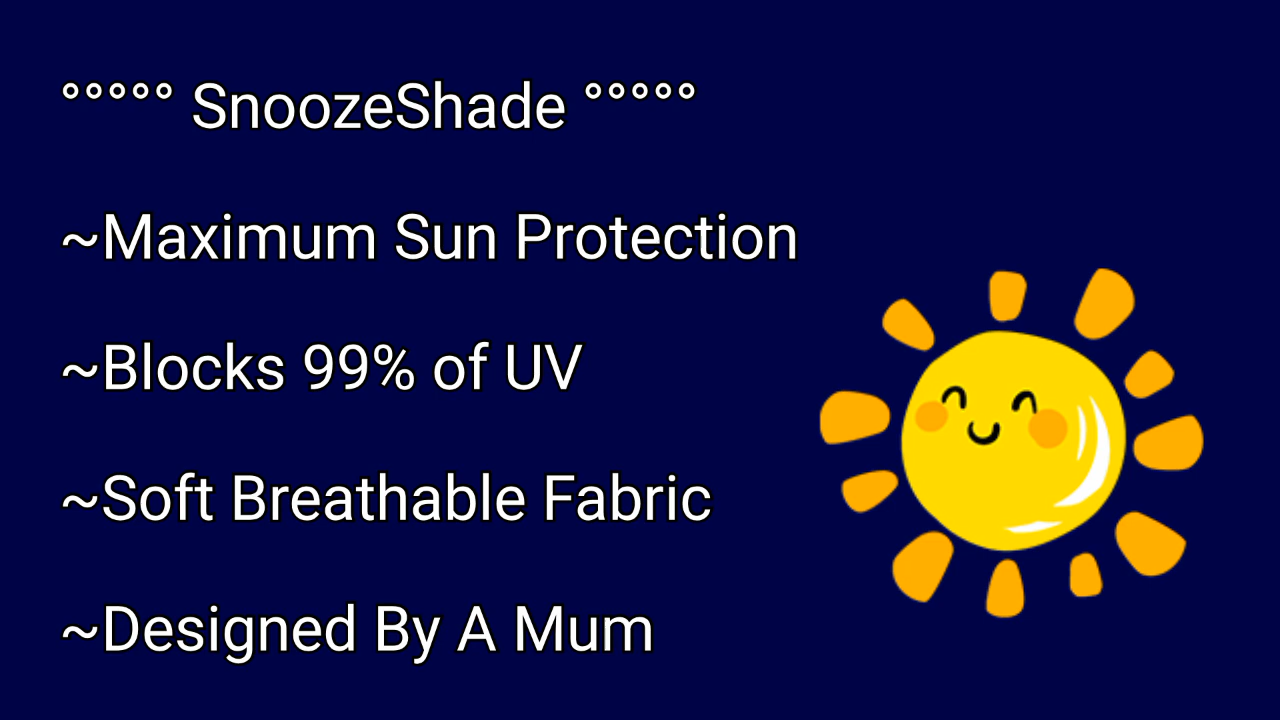 °°°°° SnoozeShade °°°°°
~Maximum Sun Protection
~Blocks 99% of UV
~Soft Breathable Fabric
~Designed By A Mum